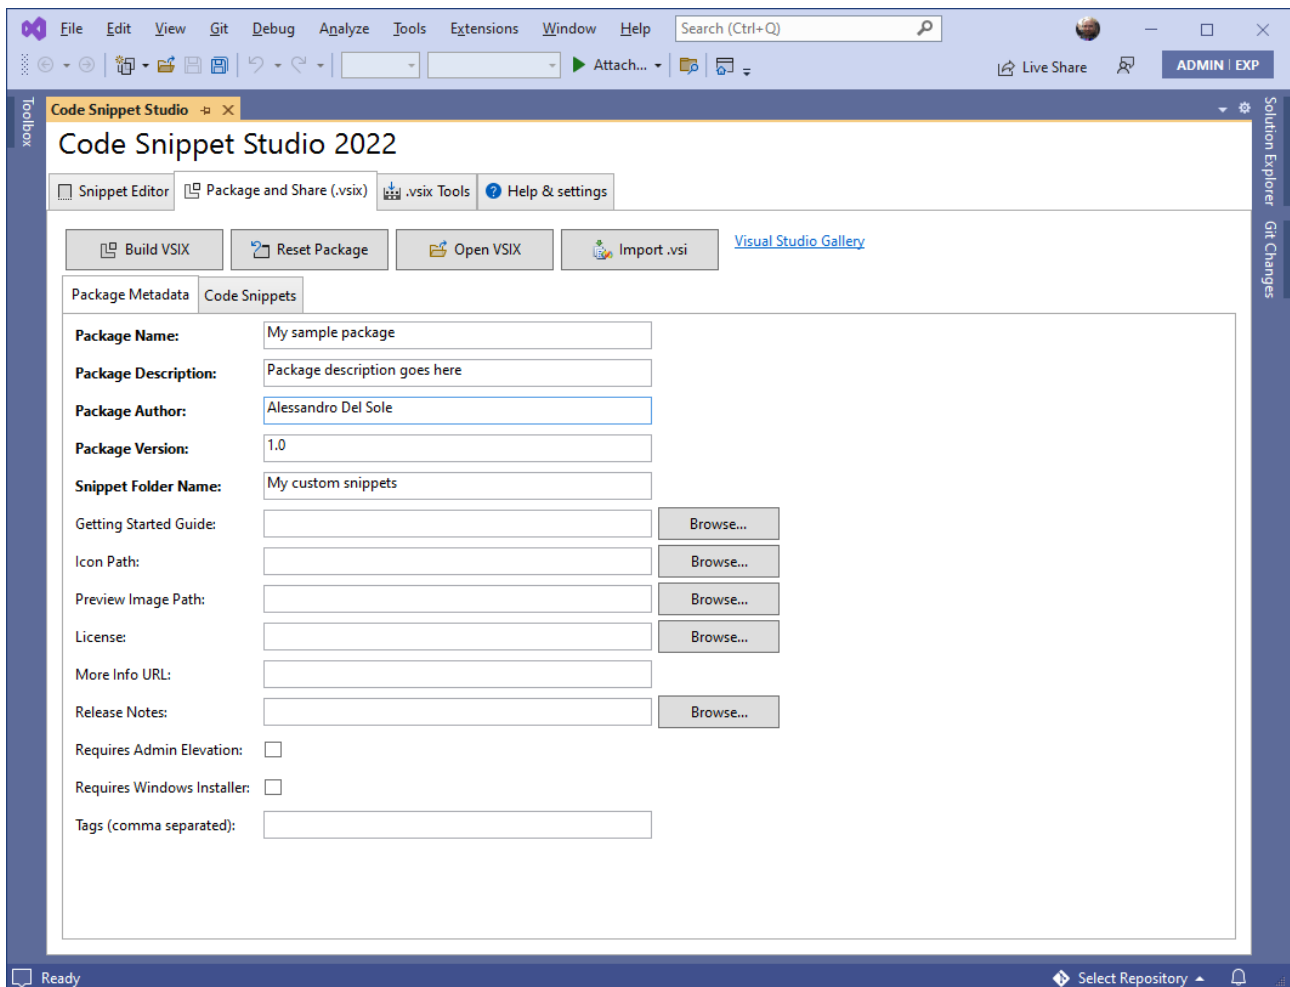 File Edit View Git Debug Analyze Tools Extensions Window Help Search (Ctrl+Q)
Attach... Live Share ADMIN EXP
Toolbox
Code Snippet Studio
Code Snippet Studio 2022
Snippet Editor Package and Share (.vsix) .vsix Tools Help & settings
Build VSIX Reset Package Open VSIX Import .vsi Visual Studio Gallery
Package Metadata Code Snippets
Package Name: My sample package
Package Description: Package description goes here
Package Author: Alessandro Del Sole
Package Version: 1.0
Snippet Folder Name: My custom snippets
Getting Started Guide: Browse...
Icon Path: Browse...
Preview Image Path: Browse...
License: Browse...
More Info URL:
Release Notes: Browse...
Requires Admin Elevation:
Requires Windows Installer:
Tags (comma separated):
Solution Explorer
Git Changes
Ready Select Repository